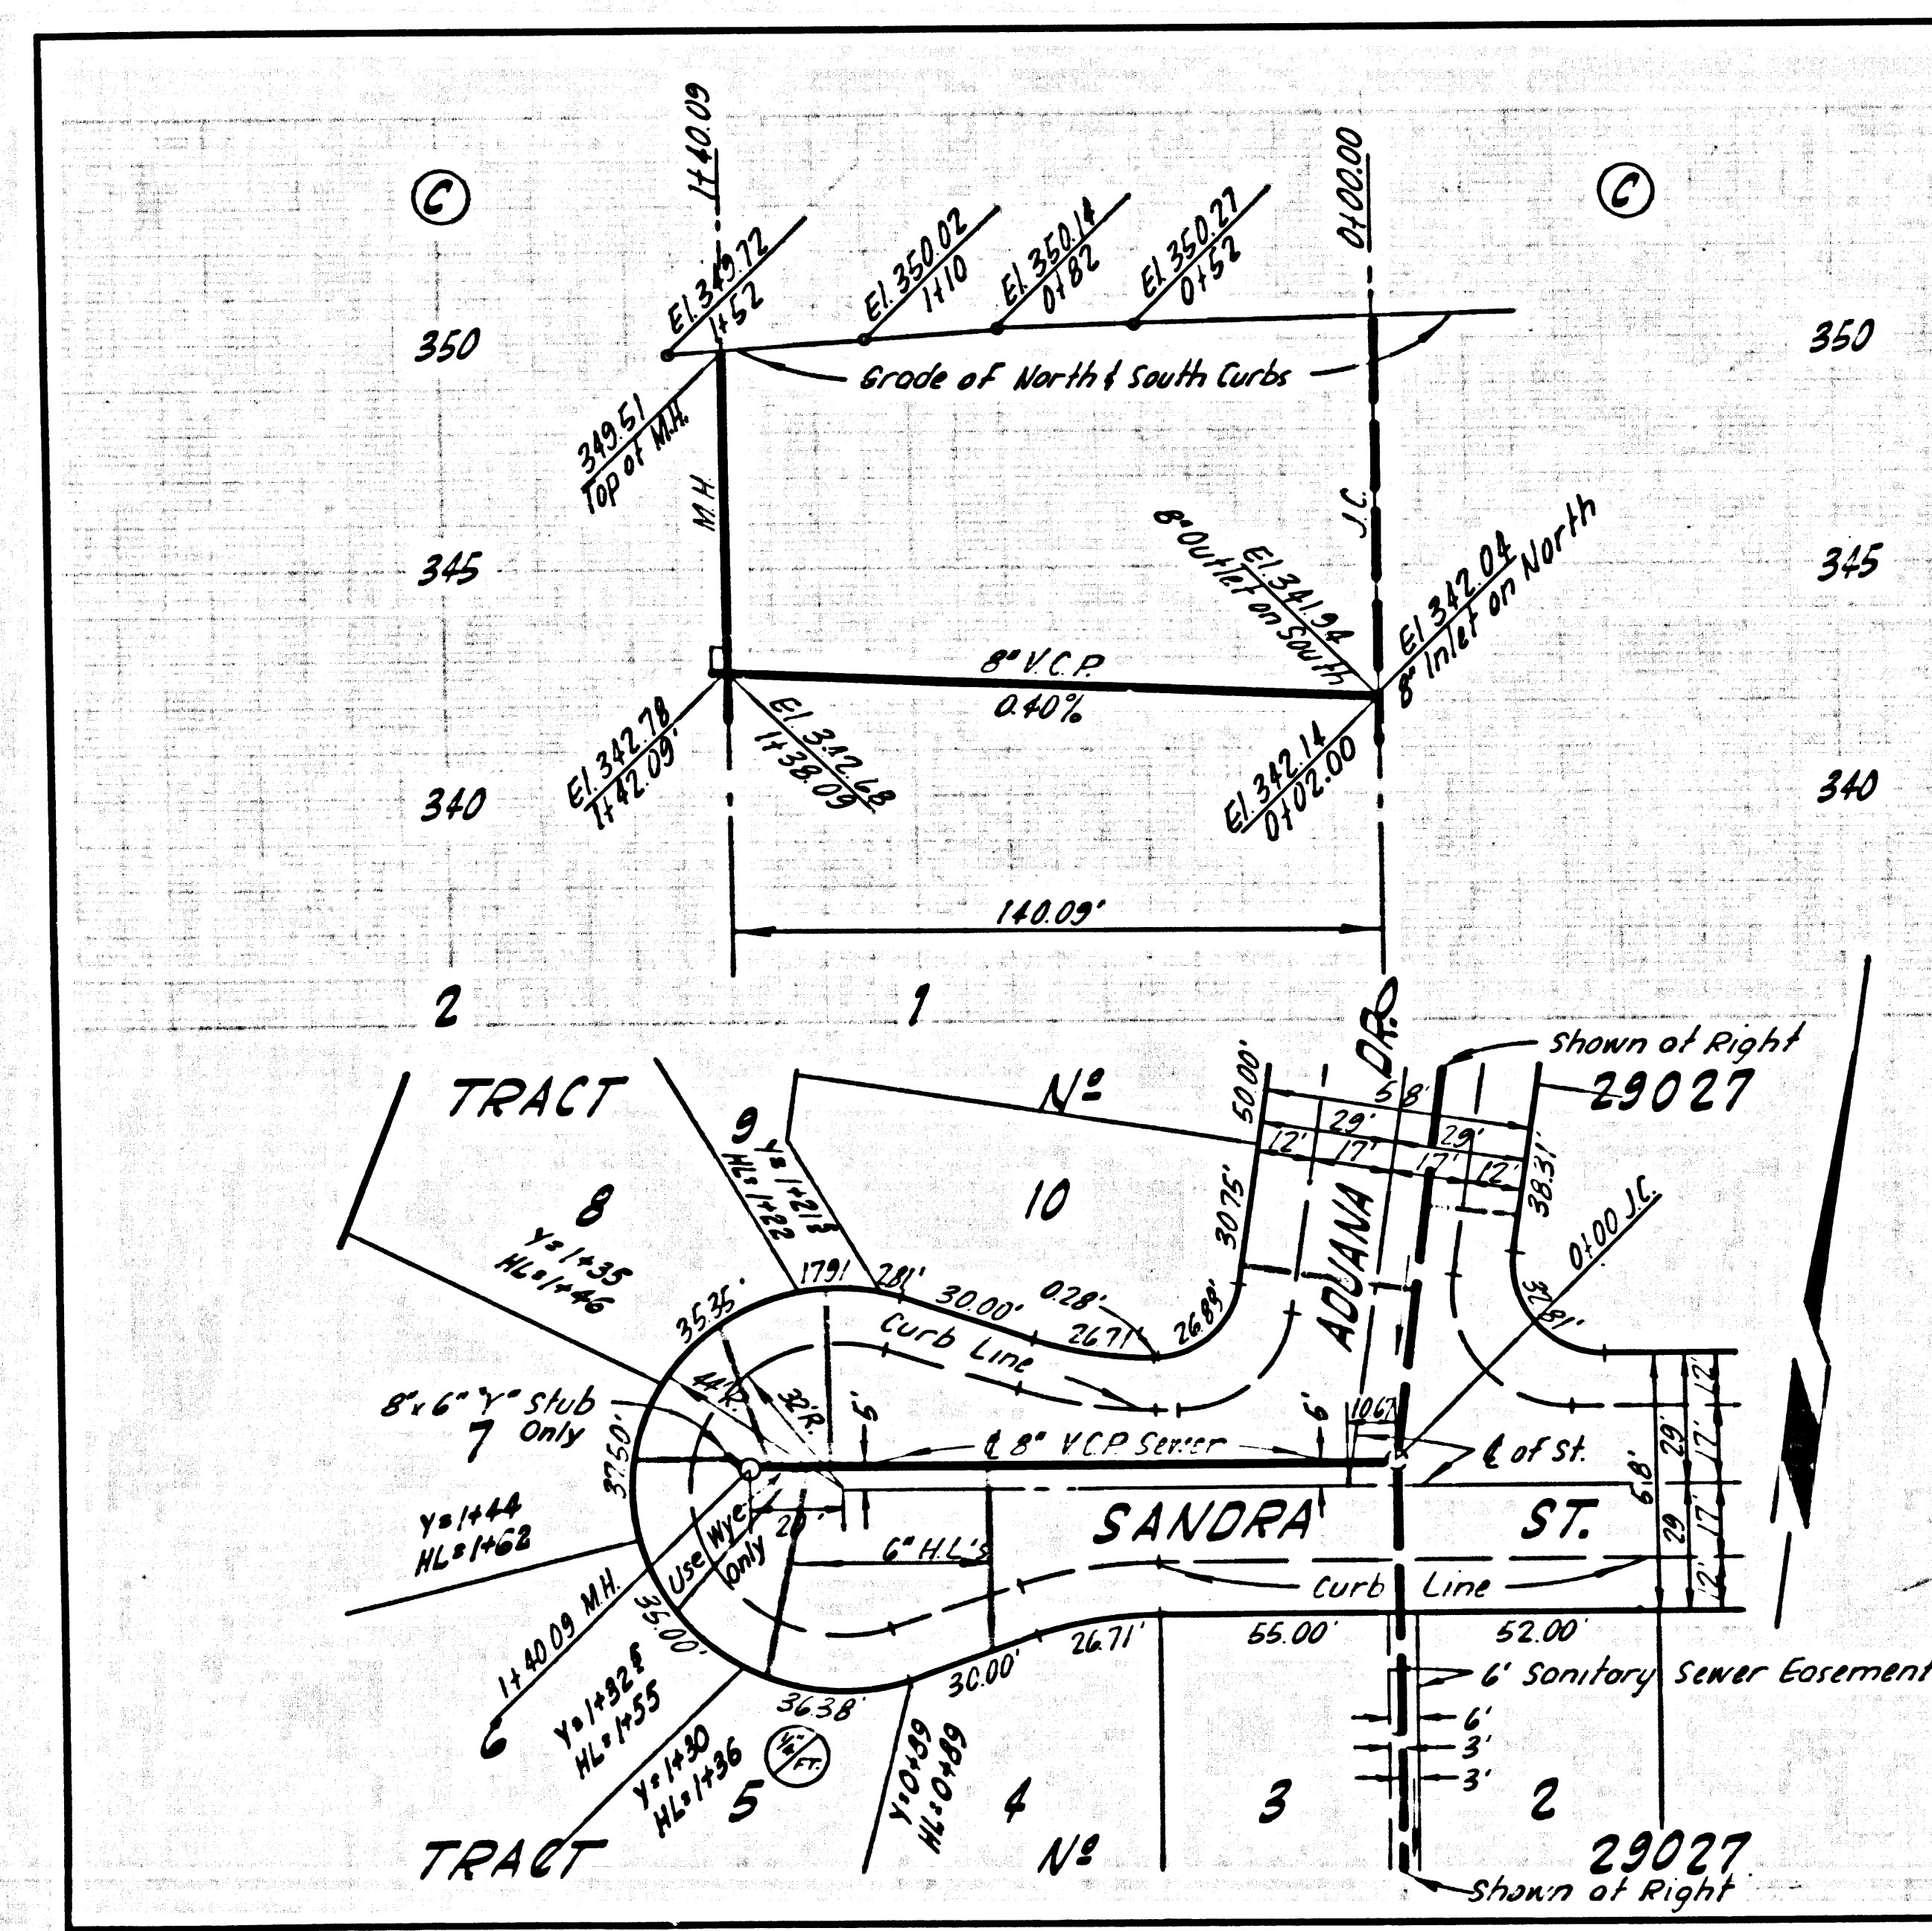 1+40.09
0+00.00
C
C
El. 349.72
1+52
El. 350.02
1+10
El. 350.14
0+82
El. 350.27
0+52
350
350
Grade of North & South Curbs
349.51
Top of M.H.
M.H.
J.C.
8" Outlet on South
El. 341.94
El. 342.04
8" Inlet on North
345
345
8" V.C.P.
0.40%
El. 342.78
1+42.09'
El. 342.68
1+38.09
El. 342.14
0+02.00
340
340
140.09'
2
1
DR.
Shown at Right
TRACT
Nº
29027
50.00'
58'
29'
29'
12'
17'
17'
12'
9
Y=1+21
HL=1+22
8
Y=1+35
HL=1+46
10
30.75'
ADUANA
38.31'
0+00 J.C.
32.81'
17.91
2.81'
30.00'
0.28'
26.71'
26.89'
35.35'
Curb Line
44'R.
32'R.
8"x6" "Y" Stub
7 Only
37.50'
5'
5'
10.67
℄ 8" V.C.P. Sewer
℄ of St.
12'
29'
17'
58'
29
17'
12'
Y=1+44
HL=1+62
20'
SANDRA
ST.
Use Wye
Only
6" H.L.'s
Curb Line
1+40.09 M.H.
35.00'
26.71'
55.00'
52.00'
30.00'
6' Sanitary Sewer Easement
6
Y=1+32
HL=1+55
36.38'
6'
3'
3'
Y=1+30
HL=1+36
5
FT.
Y=0+89
HL=0+89
4
3
2
TRACT
Nº
29027
Shown at Right